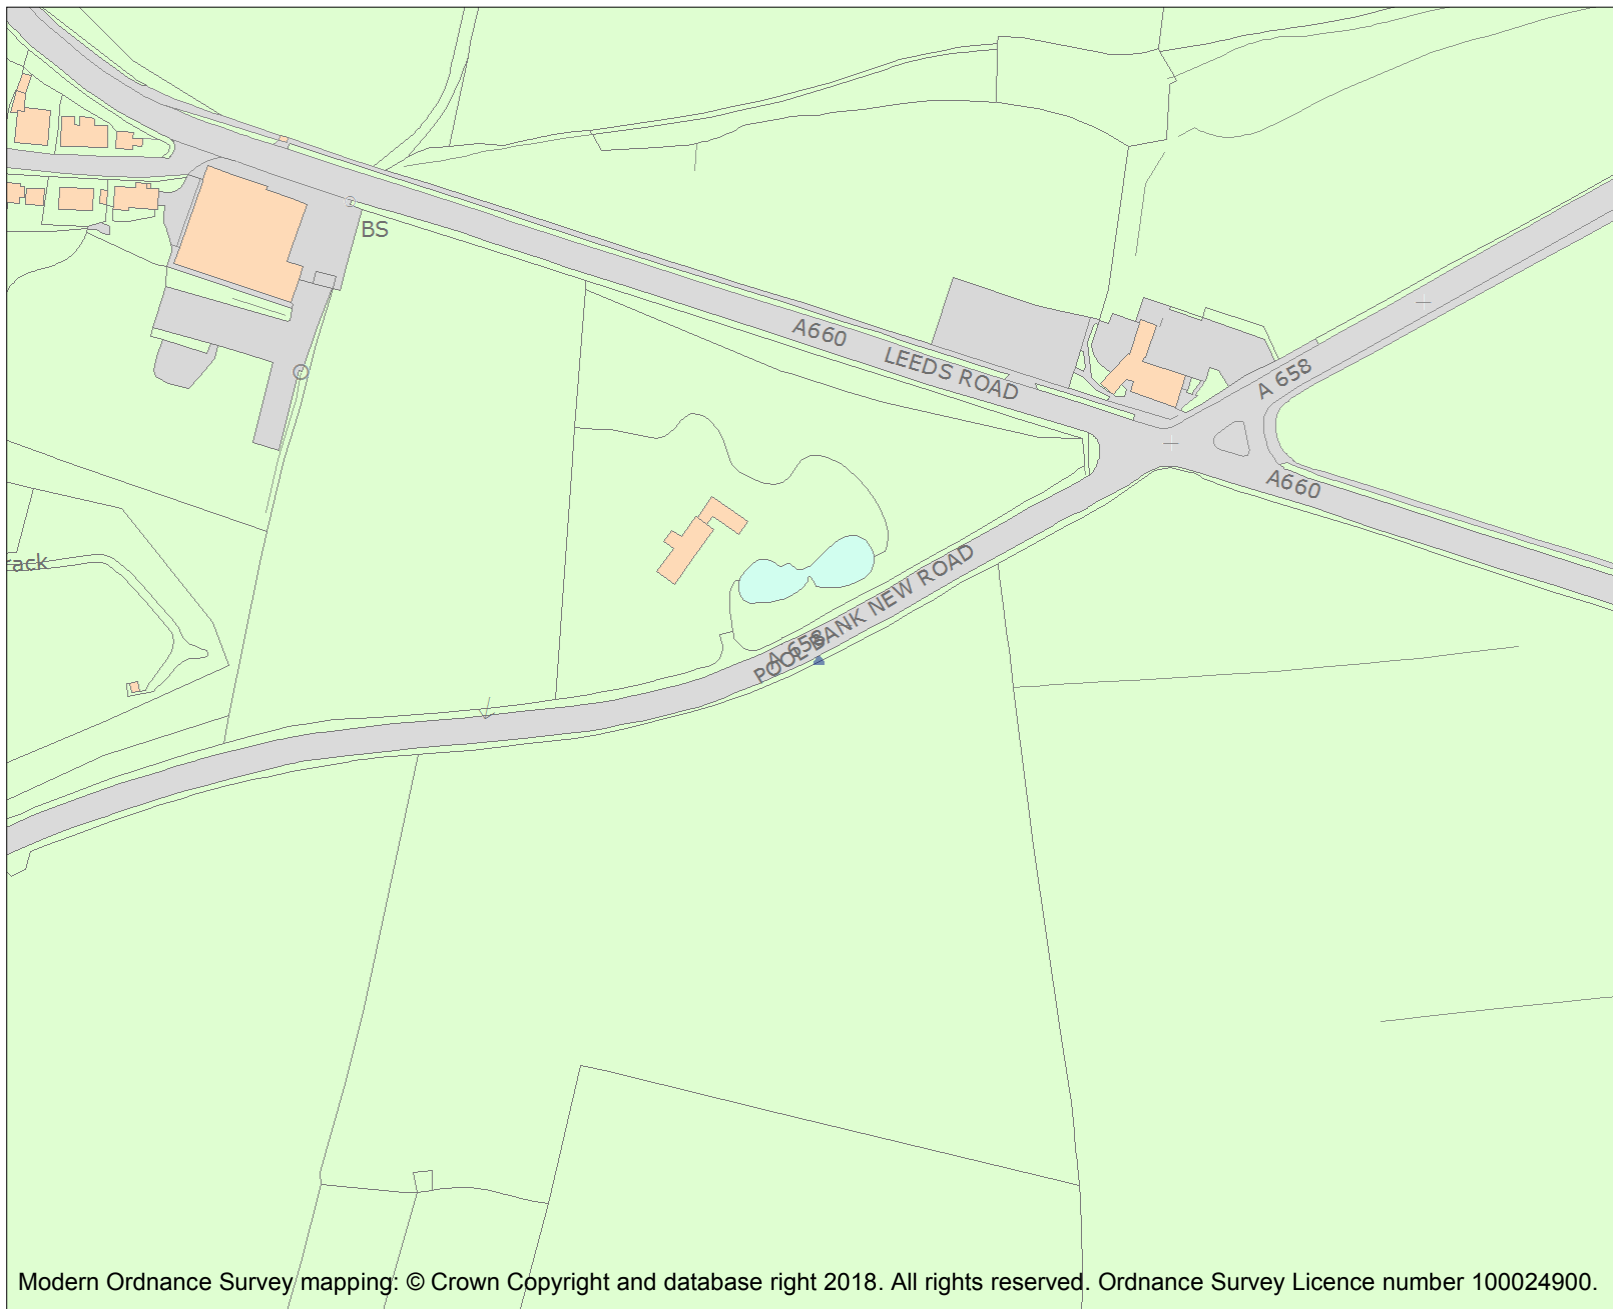 BS
A660
LEEDS ROAD
A 658
A660
rack
A 658
POOL BANK NEW ROAD
Modern Ordnance Survey mapping: © Crown Copyright and database right 2018. All rights reserved. Ordnance Survey Licence number 100024900.